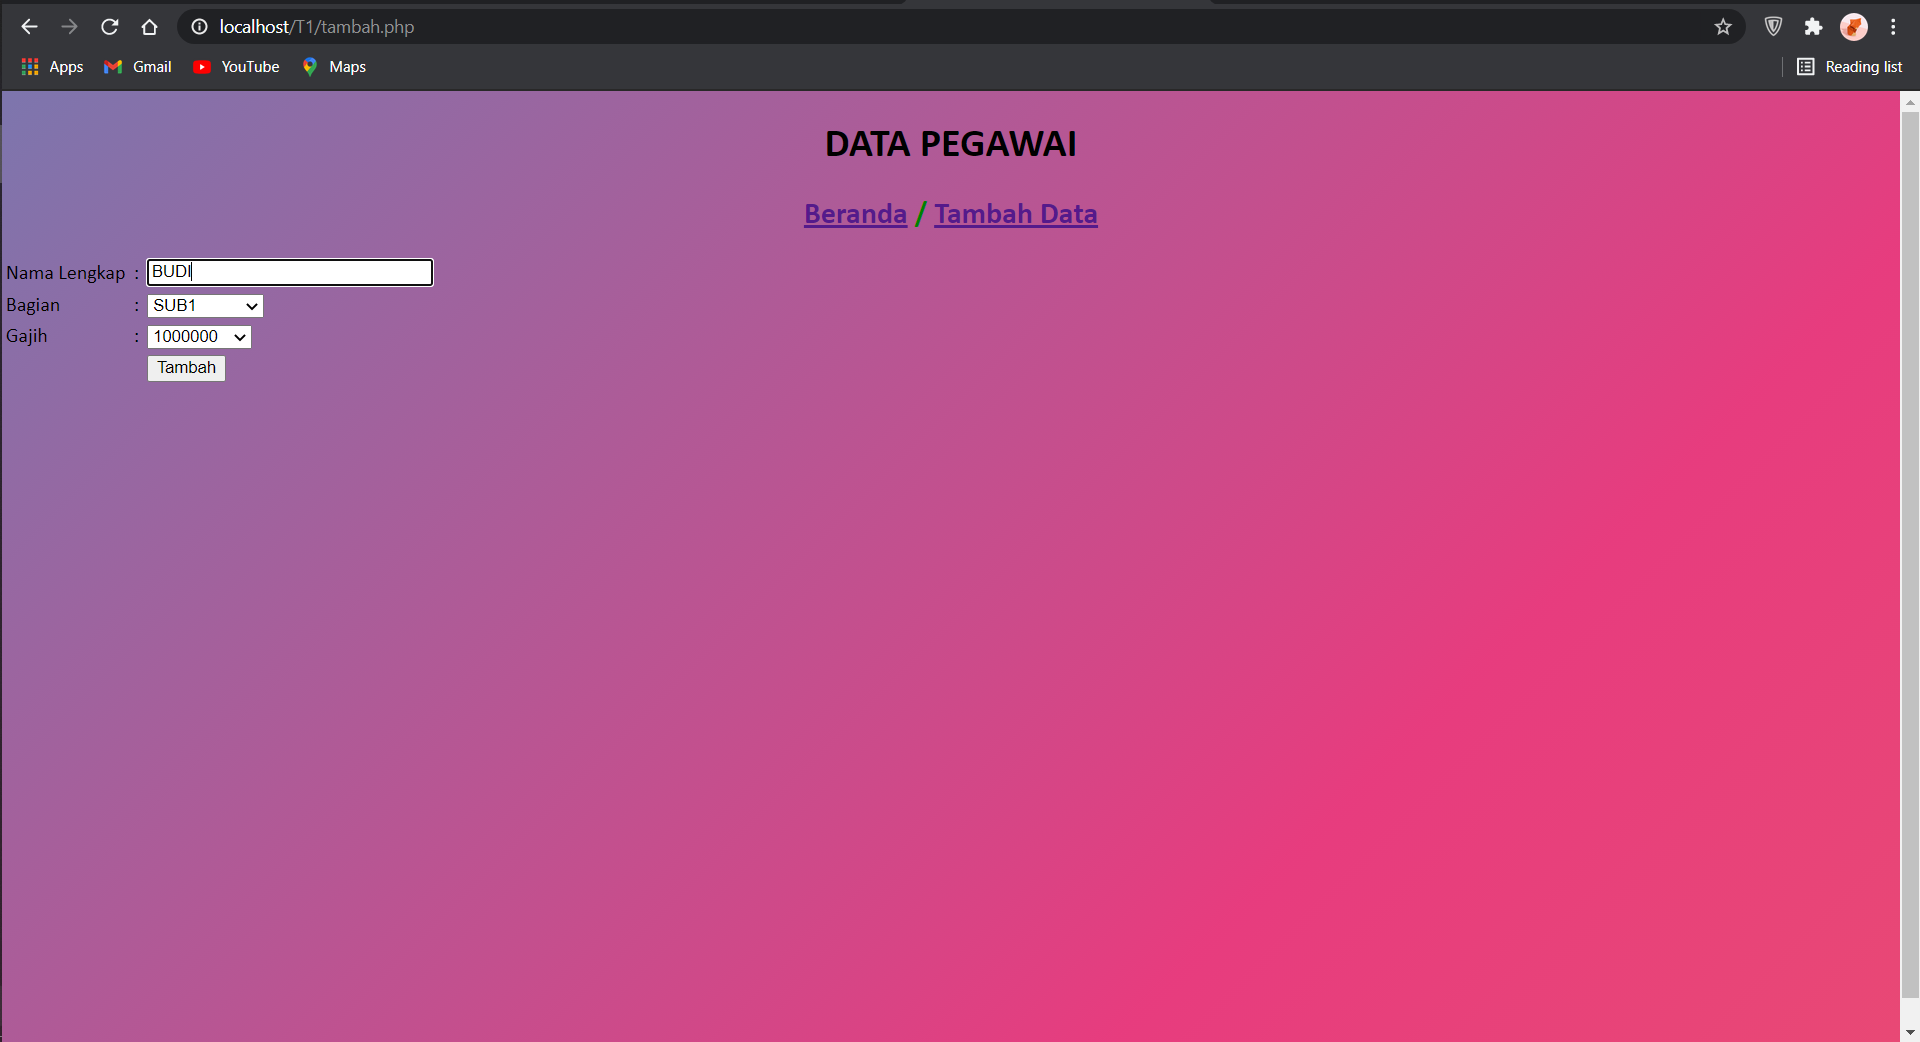 localhost/T1/tambah.php
Apps Gmail YouTube Maps Reading list
DATA PEGAWAI
Beranda / Tambah Data
Nama Lengkap : BUDI
Bagian : SUB1
Gajih : 1000000
Tambah